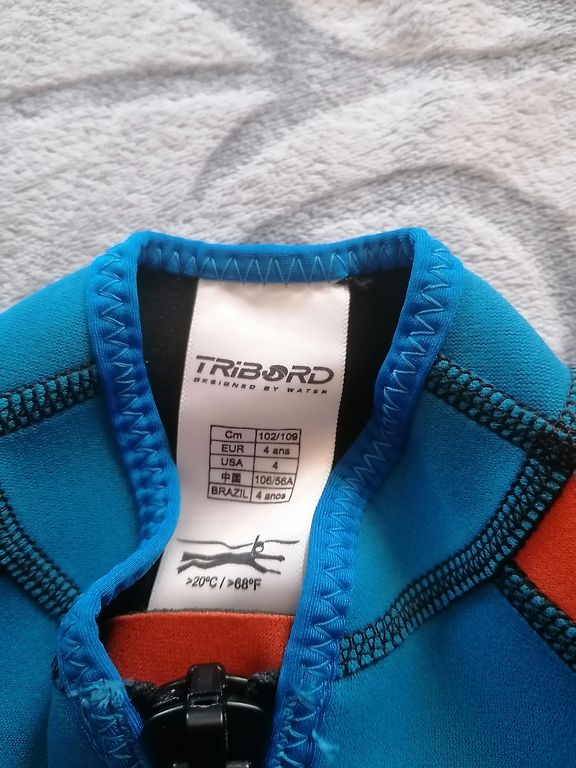 TRIBORD
DESIGNED BY WATER
Cm 102/109
EUR 4 ans
USA 4
中国 106/56A
BRAZIL 4 anos
>20°C / >68°F